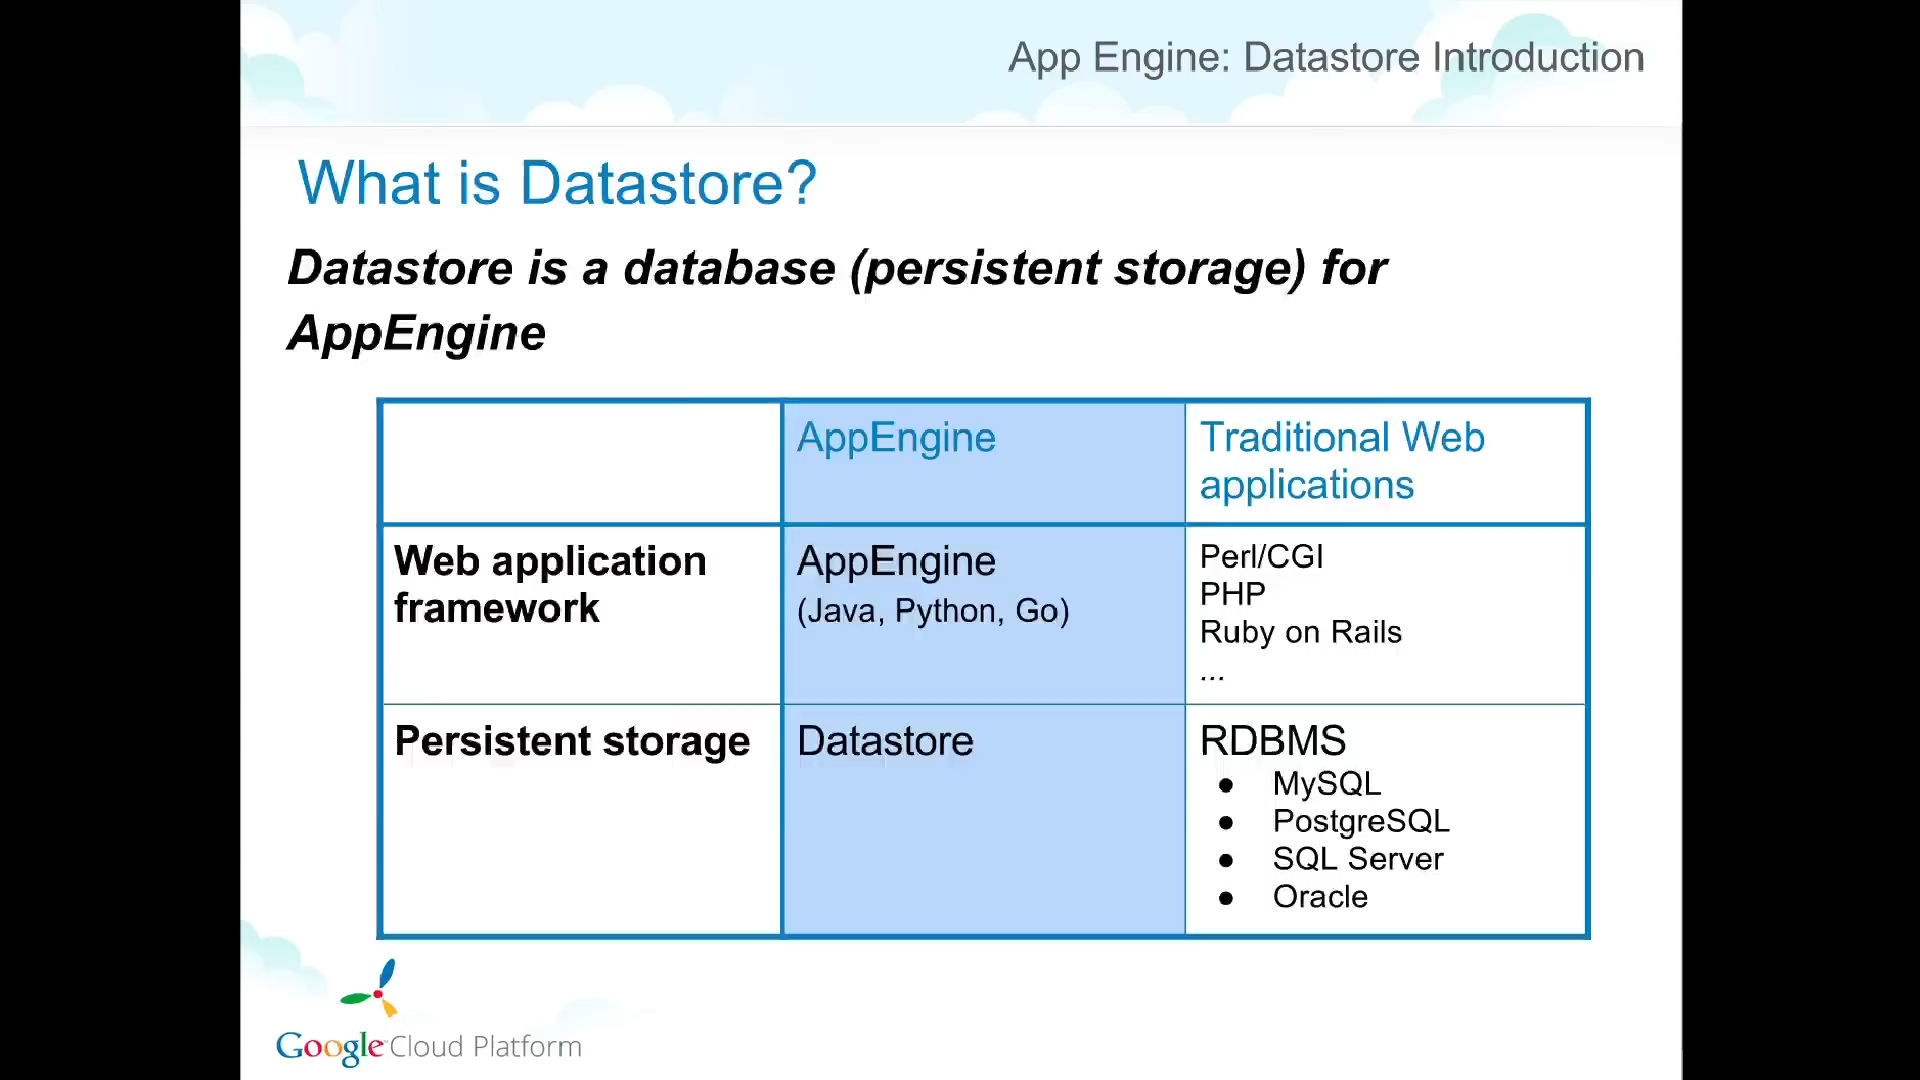 App Engine: Datastore Introduction
What is Datastore?
Datastore is a database (persistent storage) for
AppEngine
AppEngine
Traditional Web
applications
Web application
framework
AppEngine
(Java, Python, Go)
Perl/CGI
PHP
Ruby on Rails
...
Persistent storage
Datastore
RDBMS
● MySQL
● PostgreSQL
● SQL Server
● Oracle
Google Cloud Platform